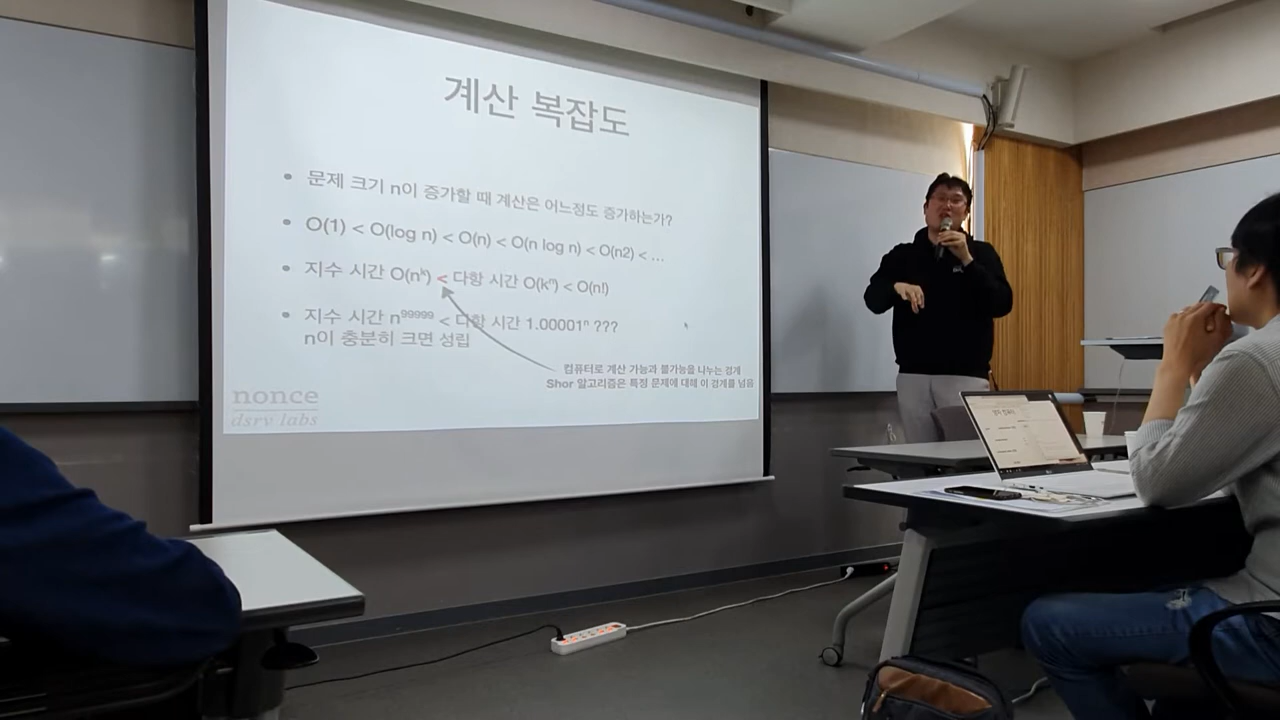 계산 복잡도
• 문제 크기 n이 증가할 때 계산은 어느정도 증가하는가?
• O(1) < O(log n) < O(n) < O(n log n) < O(n2) < ...
• 지수 시간 O(nᵏ) < 다항 시간 O(kⁿ) < O(n!)
• 지수 시간 n⁹⁹⁹⁹⁹ < 다항 시간 1.00001ⁿ ???
n이 충분히 크면 성립
컴퓨터로 계산 가능과 불가능을 나누는 경계
Shor 알고리즘은 특정 문제에 대해 이 경계를 넘음
nonce
dsrv labs